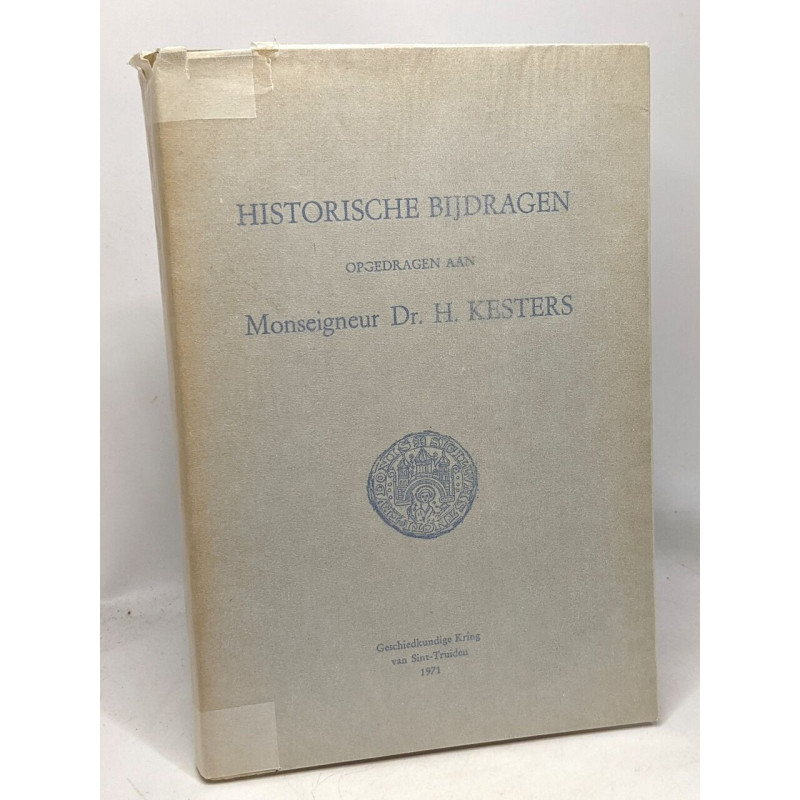 HISTORISCHE BIJDRAGEN
OPGEDRAGEN AAN
Monseigneur Dr. H. KESTERS
Geschiedkundige Kring
van Sint-Truiden
1971